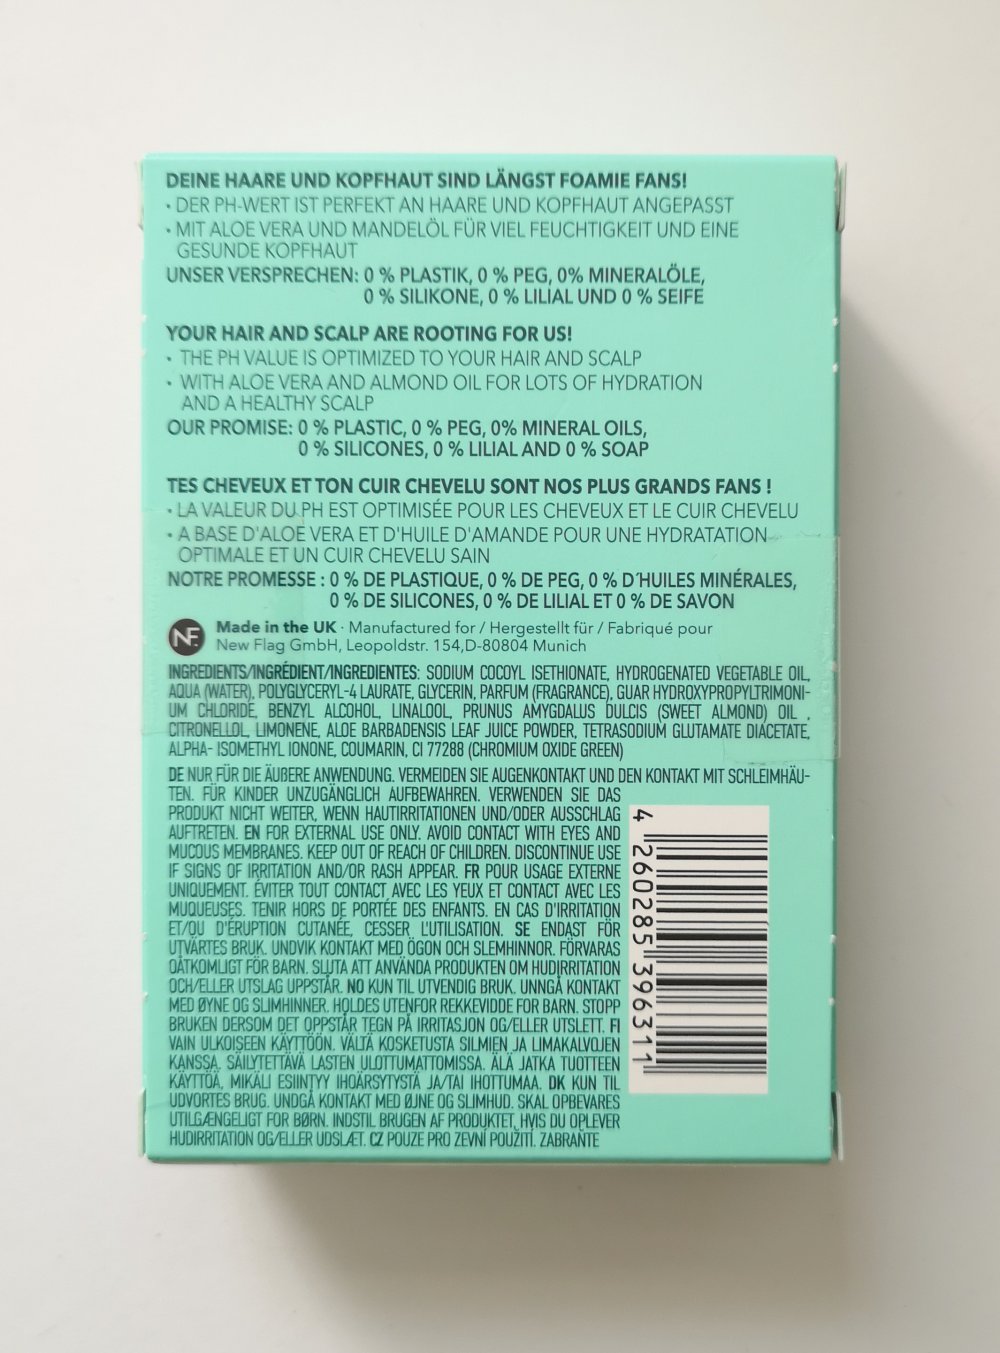 DEINE HAARE UND KOPFHAUT SIND LÄNGST FOAMIE FANS!
• DER PH-WERT IST PERFEKT AN HAARE UND KOPFHAUT ANGEPASST
• MIT ALOE VERA UND MANDELÖL FÜR VIEL FEUCHTIGKEIT UND EINE
GESUNDE KOPFHAUT
UNSER VERSPRECHEN: 0 % PLASTIK, 0 % PEG, 0% MINERALÖLE,
0 % SILIKONE, 0 % LILIAL UND 0 % SEIFE
YOUR HAIR AND SCALP ARE ROOTING FOR US!
• THE PH VALUE IS OPTIMIZED TO YOUR HAIR AND SCALP
• WITH ALOE VERA AND ALMOND OIL FOR LOTS OF HYDRATION
AND A HEALTHY SCALP
OUR PROMISE: 0 % PLASTIC, 0 % PEG, 0% MINERAL OILS,
0 % SILICONES, 0 % LILIAL AND 0 % SOAP
TES CHEVEUX ET TON CUIR CHEVELU SONT NOS PLUS GRANDS FANS !
• LA VALEUR DU PH EST OPTIMISÉE POUR LES CHEVEUX ET LE CUIR CHEVELU
• A BASE D'ALOE VERA ET D'HUILE D'AMANDE POUR UNE HYDRATATION
OPTIMALE ET UN CUIR CHEVELU SAIN
NOTRE PROMESSE : 0 % DE PLASTIQUE, 0 % DE PEG, 0 % D´HUILES MINÉRALES,
0 % DE SILICONES, 0 % DE LILIAL ET 0 % DE SAVON
NF. Made in the UK · Manufactured for / Hergestellt für / Fabriqué pour
New Flag GmbH, Leopoldstr. 154,D-80804 Munich
INGREDIENTS/INGRÉDIENT/INGREDIENTES: SODIUM COCOYL ISETHIONATE, HYDROGENATED VEGETABLE OIL,
AQUA (WATER), POLYGLYCERYL-4 LAURATE, GLYCERIN, PARFUM (FRAGRANCE), GUAR HYDROXYPROPYLTRIMONI-
UM CHLORIDE, BENZYL ALCOHOL, LINALOOL, PRUNUS AMYGDALUS DULCIS (SWEET ALMOND) OIL ,
CITRONELLOL, LIMONENE, ALOE BARBADENSIS LEAF JUICE POWDER, TETRASODIUM GLUTAMATE DIACETATE,
ALPHA- ISOMETHYL IONONE, COUMARIN, CI 77288 (CHROMIUM OXIDE GREEN)
DE NUR FÜR DIE ÄUßERE ANWENDUNG. VERMEIDEN SIE AUGENKONTAKT UND DEN KONTAKT MIT SCHLEIMHÄU-
TEN. FÜR KINDER UNZUGÄNGLICH AUFBEWAHREN. VERWENDEN SIE DAS
PRODUKT NICHT WEITER, WENN HAUTIRRITATIONEN UND/ODER AUSSCHLAG
AUFTRETEN. EN FOR EXTERNAL USE ONLY. AVOID CONTACT WITH EYES AND
MUCOUS MEMBRANES. KEEP OUT OF REACH OF CHILDREN. DISCONTINUE USE
IF SIGNS OF IRRITATION AND/OR RASH APPEAR. FR POUR USAGE EXTERNE
UNIQUEMENT. ÉVITER TOUT CONTACT AVEC LES YEUX ET CONTACT AVEC LES
MUQUEUSES. TENIR HORS DE PORTÉE DES ENFANTS. EN CAS D'IRRITATION
ET/OU D'ÉRUPTION CUTANÉE, CESSER L'UTILISATION. SE ENDAST FÖR
UTVÄRTES BRUK. UNDVIK KONTAKT MED ÖGON OCH SLEMHINNOR. FÖRVARAS
OÅTKOMLIGT FÖR BARN. SLUTA ATT ANVÄNDA PRODUKTEN OM HUDIRRITATION
OCH/ELLER UTSLAG UPPSTÅR. NO KUN TIL UTVENDIG BRUK. UNNGÅ KONTAKT
MED ØYNE OG SLIMHINNER. HOLDES UTENFOR REKKEVIDDE FOR BARN. STOPP
BRUKEN DERSOM DET OPPSTÅR TEGN PÅ IRRITASJON OG/ELLER UTSLETT. FI
VAIN ULKOISEEN KÄYTTÖÖN. VÄLTÄ KOSKETUSTA SILMIEN JA LIMAKALVOJEN
KANSSA. SÄILYTETTÄVÄ LASTEN ULOTTUMATTOMISSA. ÄLÄ JATKA TUOTTEEN
KÄYTTÖÄ, MIKÄLI ESIINTYY IHOÄRSYTYSTÄ JA/TAI IHOTTUMAA. DK KUN TIL
UDVORTES BRUG. UNDGÅ KONTAKT MED ØJNE OG SLIMHUD. SKAL OPBEVARES
UTILGÆNGELIGT FOR BØRN. INDSTIL BRUGEN AF PRODUKTET, HVIS DU OPLEVER
HUDIRRITATION OG/ELLER UDSLÆT. CZ POUZE PRO ZEVNÍ POUŽITÍ. ZABRAŇTE
4 260285 396311